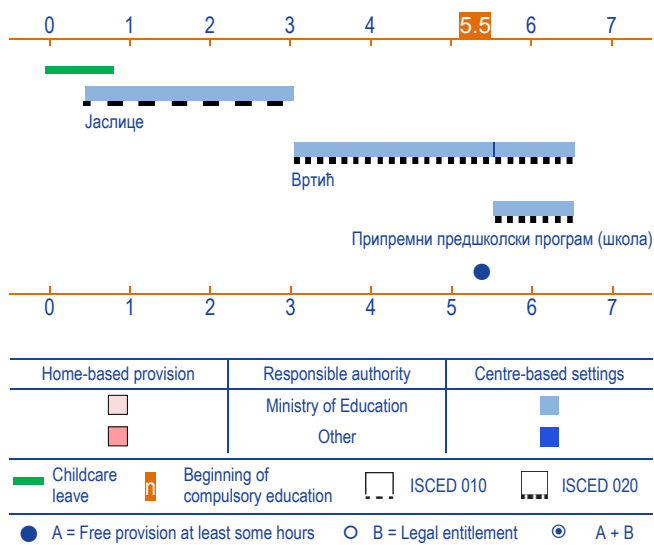 0 1 2 3 4 5.5 6 7
Јаслице
Вртић
Припремни предшколски програм (школа)
0 1 2 3 4 5 6 7
Home-based provision Responsible authority Centre-based settings
Ministry of Education
Other
Childcare leave
n Beginning of compulsory education
ISCED 010
ISCED 020
A = Free provision at least some hours B = Legal entitlement A + B